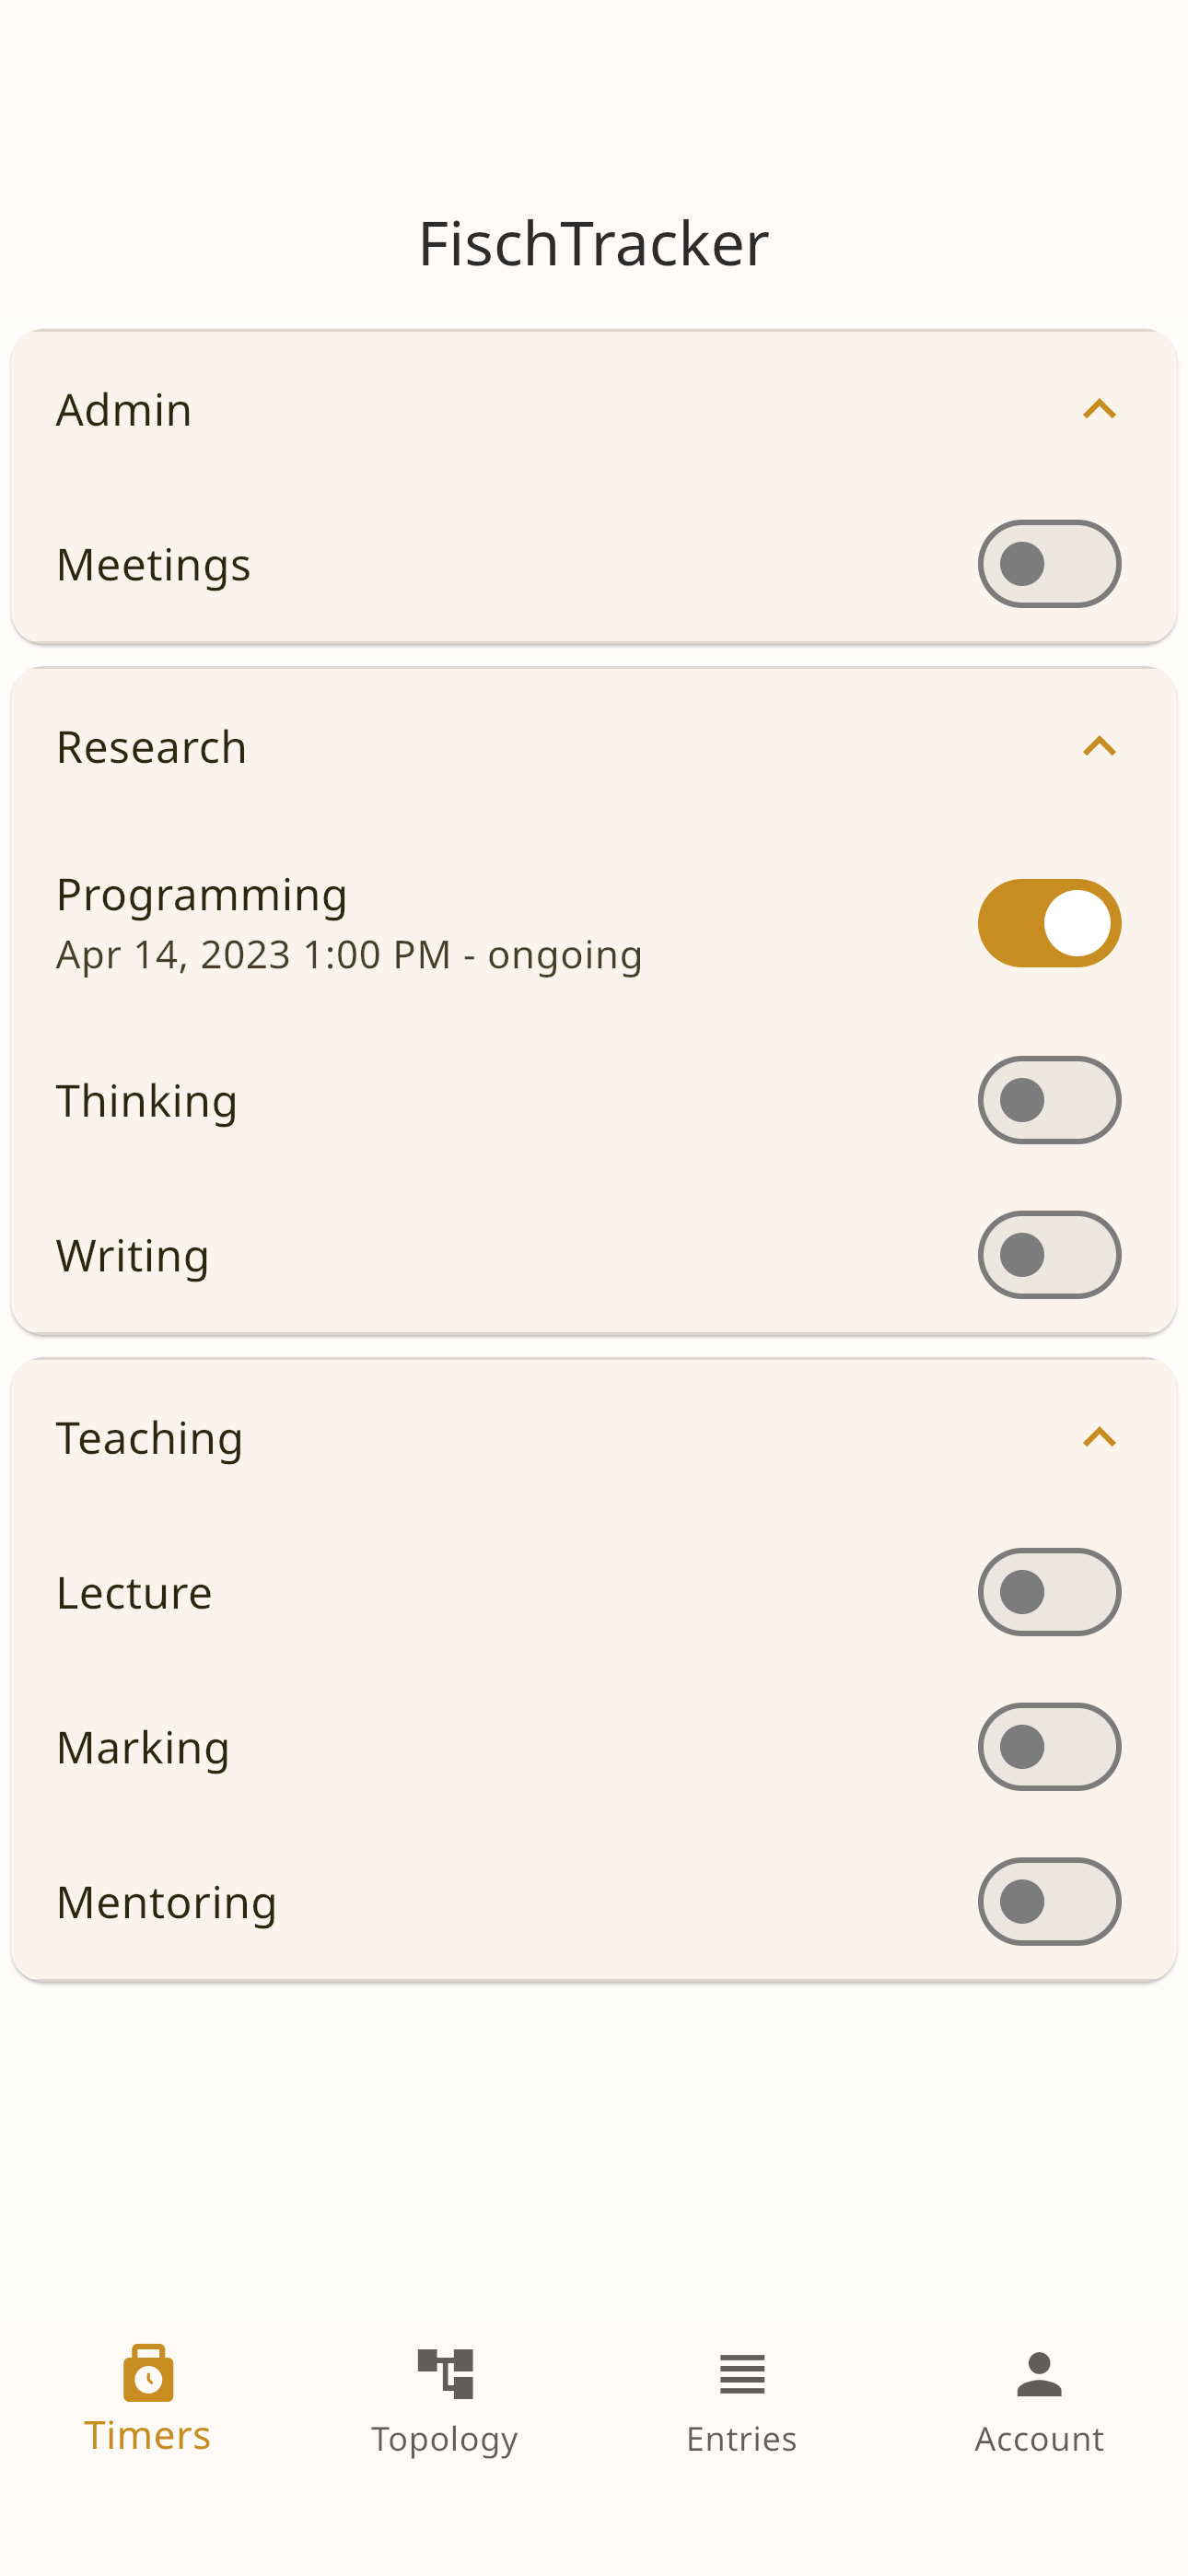 FischTracker
Admin
Meetings
Research
Programming
Apr 14, 2023 1:00 PM - ongoing
Thinking
Writing
Teaching
Lecture
Marking
Mentoring
Timers
Topology
Entries
Account